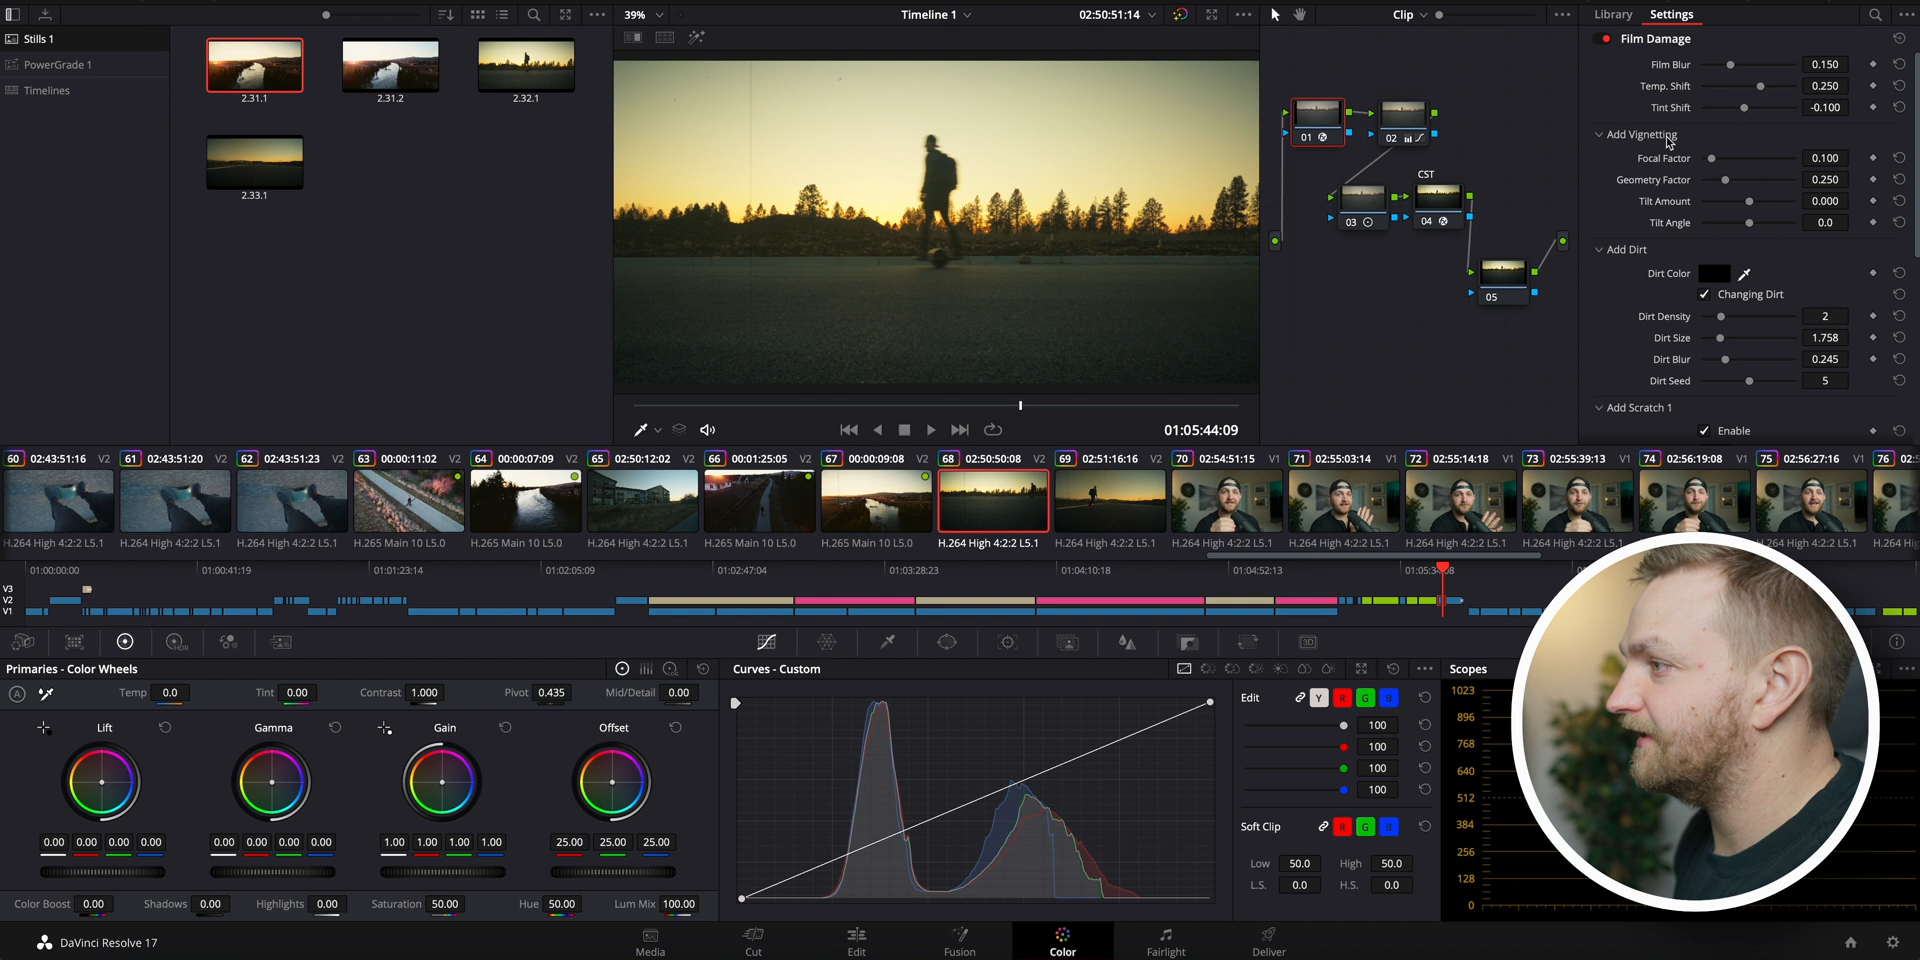 39%
Timeline 1
02:50:51:14
Clip
Library
Settings
Stills 1
PowerGrade 1
Timelines
2.31.1
2.31.2
2.32.1
2.33.1
01
02
CST
03
04
05
Film Damage
Film Blur 0.150
Temp. Shift 0.250
Tint Shift -0.100
Add Vignetting
Focal Factor 0.100
Geometry Factor 0.250
Tilt Amount 0.000
Tilt Angle 0.0
Add Dirt
Dirt Color
Changing Dirt
Dirt Density 2
Dirt Size 1.758
Dirt Blur 0.245
Dirt Seed 5
Add Scratch 1
Enable
01:05:44:09
60 02:43:51:16 V2
61 02:43:51:20 V2
62 02:43:51:23 V2
63 00:00:11:02 V2
64 00:00:07:09 V2
65 02:50:12:02 V2
66 00:01:25:05 V2
67 00:00:09:08 V2
68 02:50:50:08 V2
69 02:51:16:16 V2
70 02:54:51:15 V1
71 02:55:03:14 V1
72 02:55:14:18 V1
73 02:55:39:13 V1
74 02:56:19:08 V1
75 02:56:27:16 V1
76
H.264 High 4:2:2 L5.1
H.264 High 4:2:2 L5.1
H.264 High 4:2:2 L5.1
H.265 Main 10 L5.0
H.265 Main 10 L5.0
H.264 High 4:2:2 L5.1
H.265 Main 10 L5.0
H.265 Main 10 L5.0
H.264 High 4:2:2 L5.1
H.264 High 4:2:2 L5.1
H.264 High 4:2:2 L5.1
H.264 High 4:2:2 L5.1
H.264 High 4:2:2 L5.1
H.264 High 4:2:2 L5.1
01:00:00:00
01:00:41:19
01:01:23:14
01:02:05:09
01:02:47:04
01:03:28:23
01:04:10:18
01:04:52:13
V3
V2
V1
Primaries - Color Wheels
Curves - Custom
Scopes
Temp 0.0
Tint 0.00
Contrast 1.000
Pivot 0.435
Mid/Detail 0.00
Lift
Gamma
Gain
Offset
0.00 0.00 0.00 0.00
0.00 0.00 0.00 0.00
1.00 1.00 1.00 1.00
25.00 25.00 25.00
Color Boost 0.00
Shadows 0.00
Highlights 0.00
Saturation 50.00
Hue 50.00
Lum Mix 100.00
Edit Y R G B
100
100
100
100
Soft Clip R G B
Low 50.0 High 50.0
L.S. 0.0 H.S. 0.0
1023
896
768
640
512
384
256
128
0
DaVinci Resolve 17
Media
Cut
Edit
Fusion
Color
Fairlight
Deliver